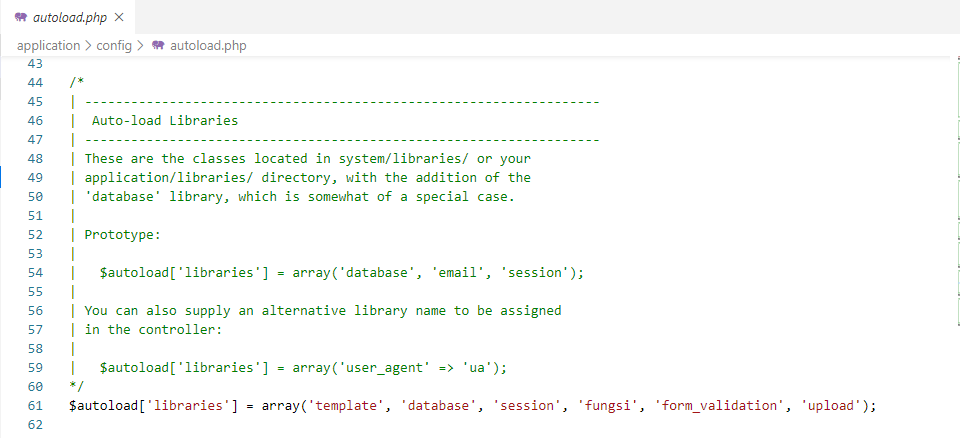 autoload.php ×
application > config > autoload.php
43
44 /*
45 | -------------------------------------------------------------------
46 |  Auto-load Libraries
47 | -------------------------------------------------------------------
48 | These are the classes located in system/libraries/ or your
49 | application/libraries/ directory, with the addition of the
50 | 'database' library, which is somewhat of a special case.
51 |
52 | Prototype:
53 |
54 |   $autoload['libraries'] = array('database', 'email', 'session');
55 |
56 | You can also supply an alternative library name to be assigned
57 | in the controller:
58 |
59 |   $autoload['libraries'] = array('user_agent' => 'ua');
60 */
61 $autoload['libraries'] = array('template', 'database', 'session', 'fungsi', 'form_validation', 'upload');
62